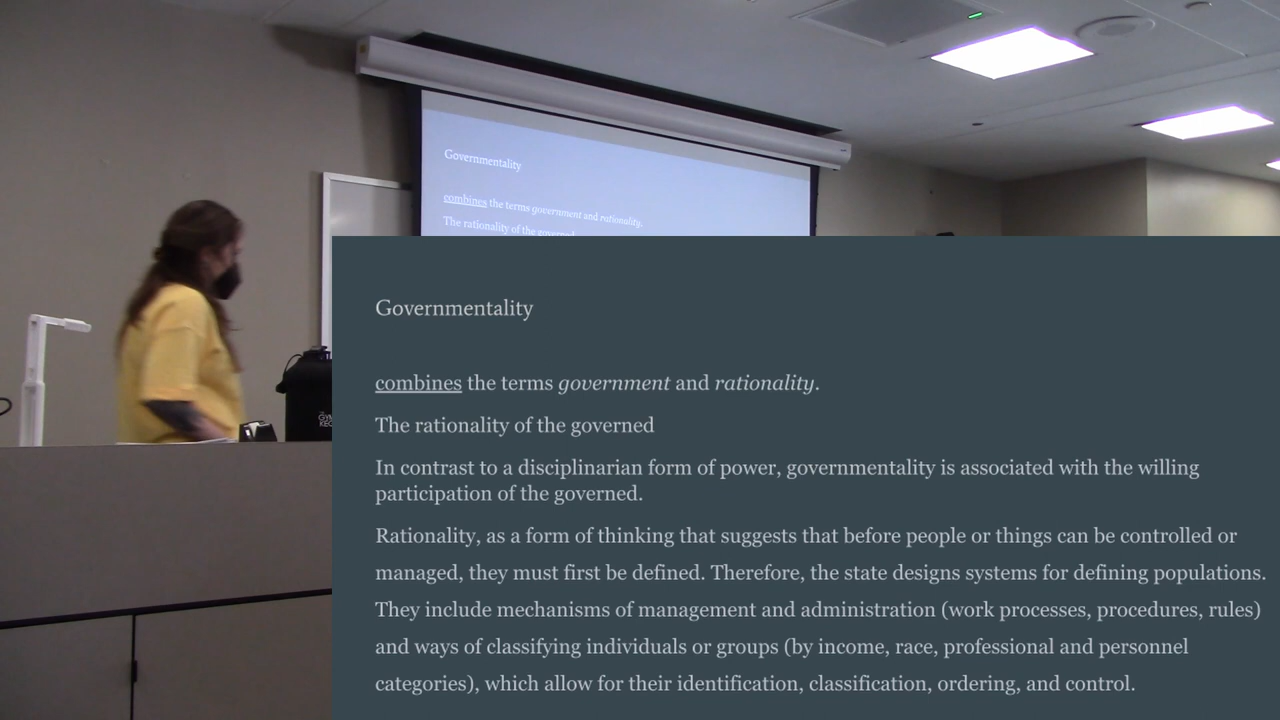 Governmentality
combines the terms government and rationality.
The rationality of the governed
Governmentality
combines the terms government and rationality.
The rationality of the governed
In contrast to a disciplinarian form of power, governmentality is associated with the willing
participation of the governed.
Rationality, as a form of thinking that suggests that before people or things can be controlled or
managed, they must first be defined. Therefore, the state designs systems for defining populations.
They include mechanisms of management and administration (work processes, procedures, rules)
and ways of classifying individuals or groups (by income, race, professional and personnel
categories), which allow for their identification, classification, ordering, and control.